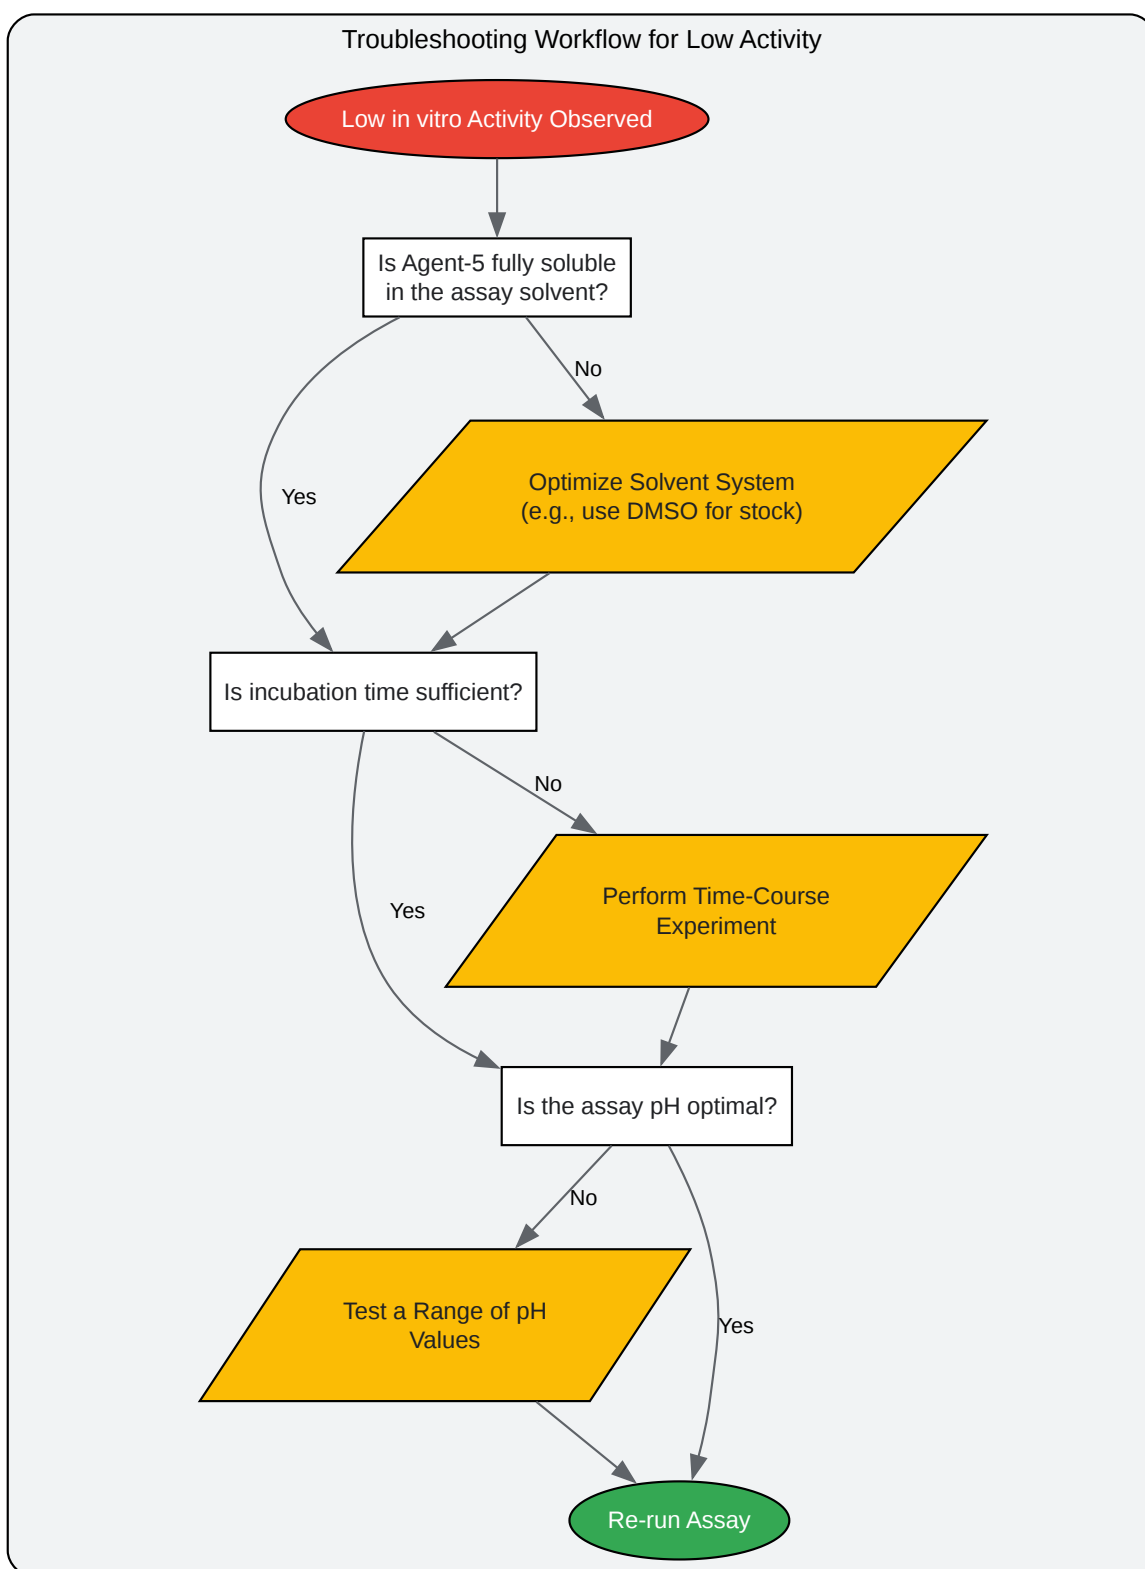 Troubleshooting Workflow for Low Activity
Low in vitro Activity Observed
Is Agent-5 fully soluble
in the assay solvent?
No
Yes
Optimize Solvent System
(e.g., use DMSO for stock)
Is incubation time sufficient?
No
Yes
Perform Time-Course
Experiment
Is the assay pH optimal?
No
Yes
Test a Range of pH
Values
Re-run Assay